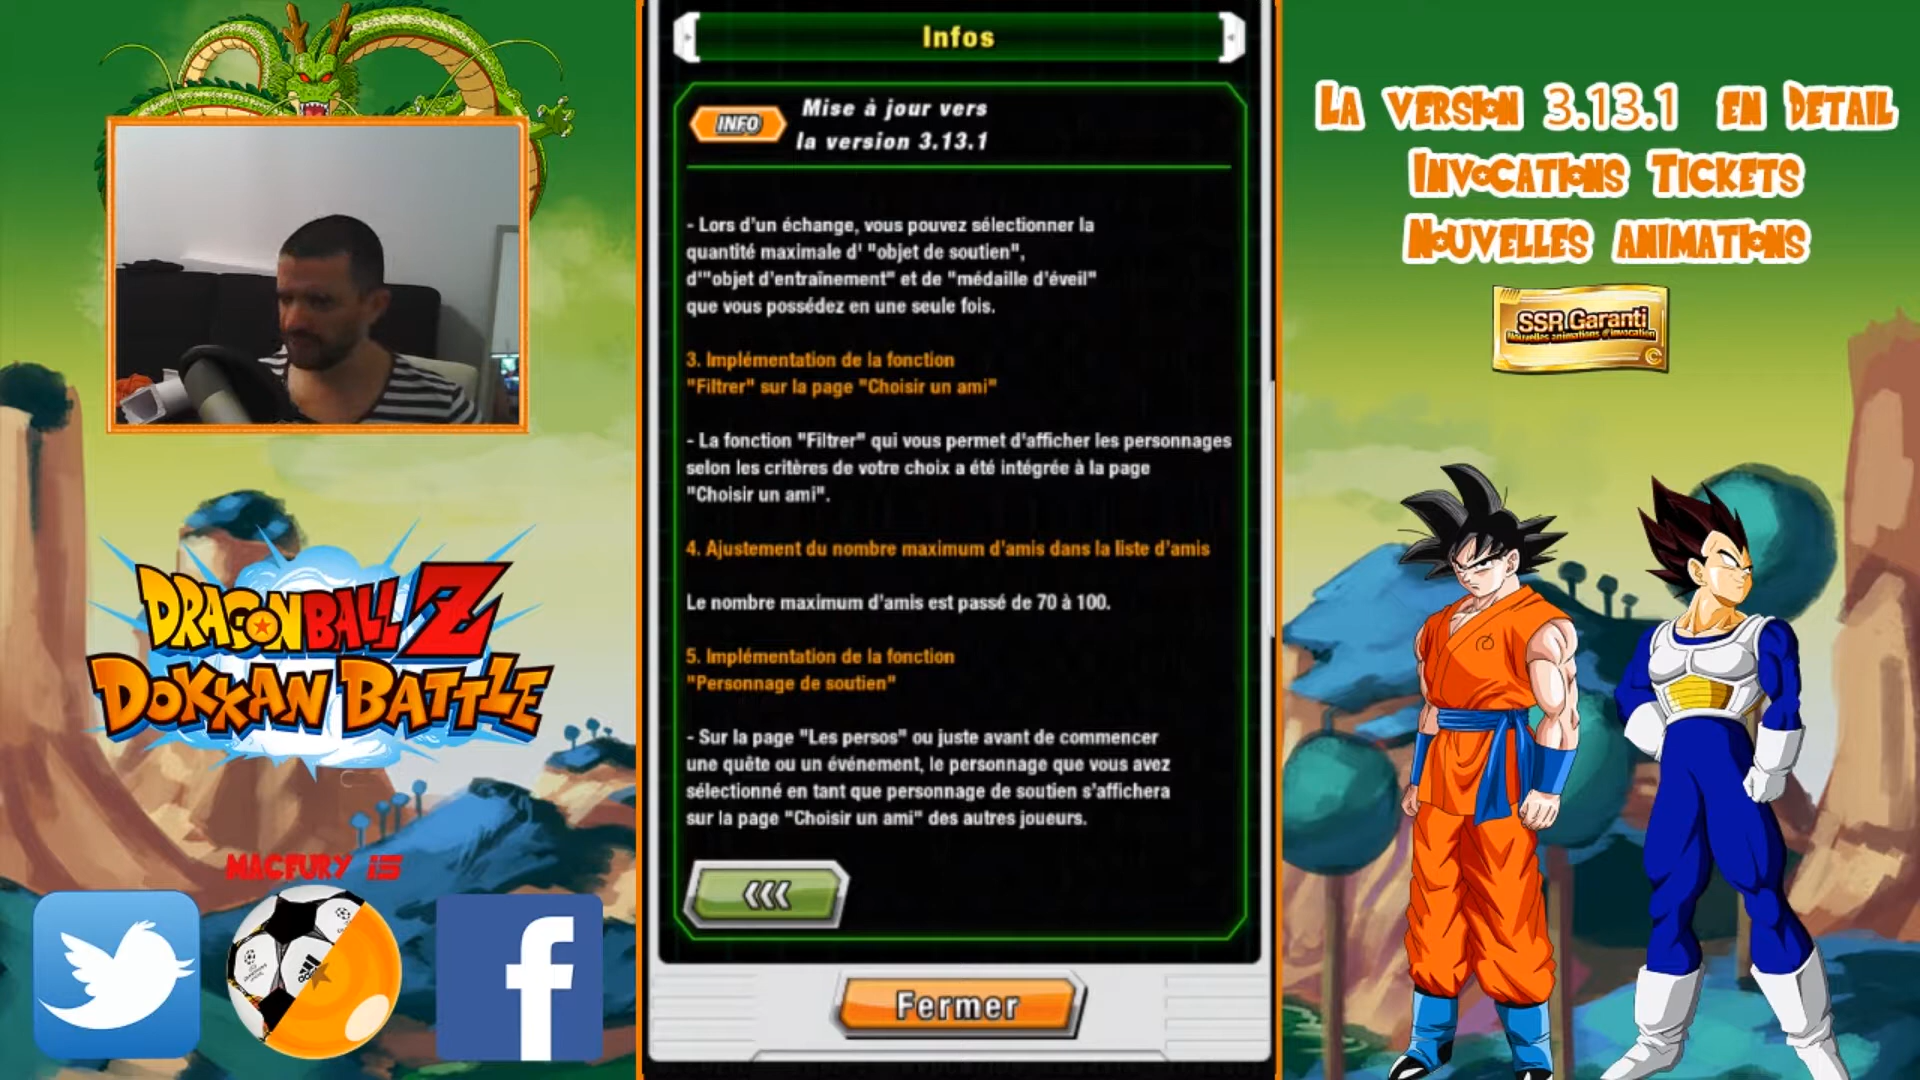 Infos
INFO
Mise à jour vers
la version 3.13.1
- Lors d'un échange, vous pouvez sélectionner la
quantité maximale d' "objet de soutien",
d'"objet d'entraînement" et de "médaille d'éveil"
que vous possédez en une seule fois.
3. Implémentation de la fonction
"Filtrer" sur la page "Choisir un ami"
- La fonction "Filtrer" qui vous permet d'afficher les personnages
selon les critères de votre choix a été intégrée à la page
"Choisir un ami".
4. Ajustement du nombre maximum d'amis dans la liste d'amis
Le nombre maximum d'amis est passé de 70 à 100.
5. Implémentation de la fonction
"Personnage de soutien"
- Sur la page "Les persos" ou juste avant de commencer
une quête ou un événement, le personnage que vous avez
sélectionné en tant que personnage de soutien s'affichera
sur la page "Choisir un ami" des autres joueurs.
Fermer
La version 3.13.1 en detail
Invocations Tickets
Nouvelles animations
SSR Garanti
Nouvelles animations d'invocation
DRAGON BALL Z
DOKKAN BATTLE
MACFURY 15
adidas
f